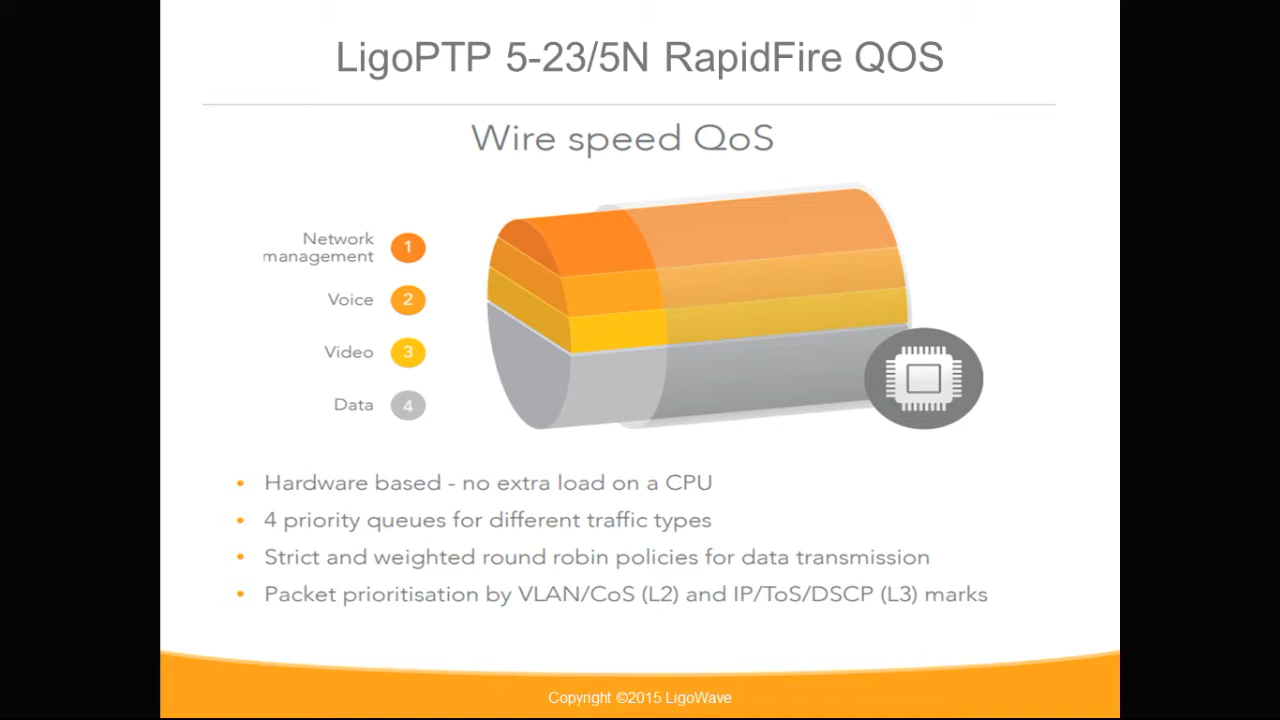 LigoPTP 5-23/5N RapidFire QOS
Wire speed QoS
Network
management
1
Voice
2
Video
3
Data
4
• Hardware based - no extra load on a CPU
• 4 priority queues for different traffic types
• Strict and weighted round robin policies for data transmission
• Packet prioritisation by VLAN/CoS (L2) and IP/ToS/DSCP (L3) marks
Copyright ©2015 LigoWave